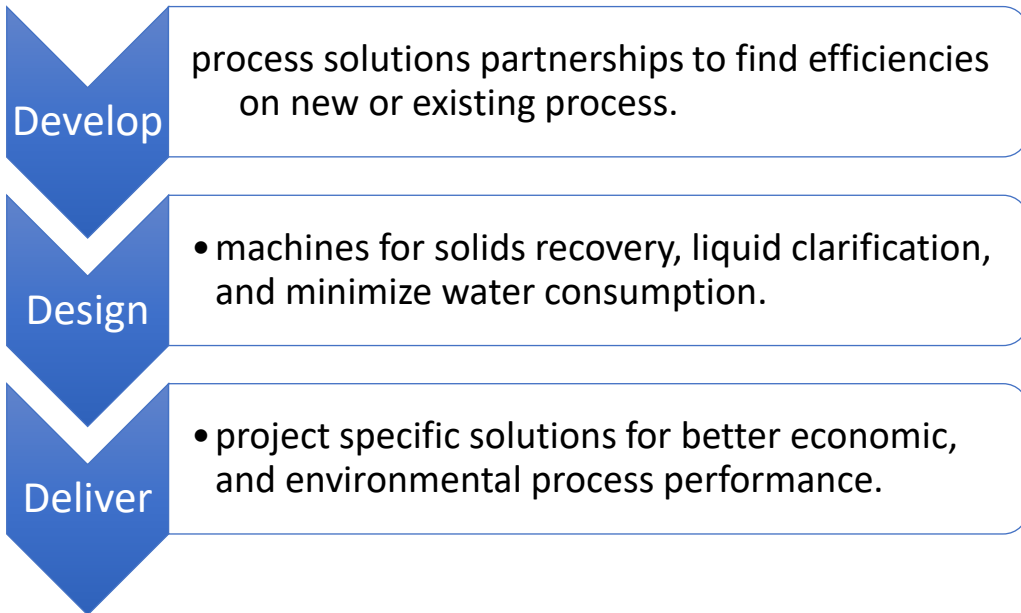 Develop
process solutions partnerships to find efficiencies
on new or existing process.
Design
•machines for solids recovery, liquid clarification,
and minimize water consumption.
Deliver
•project specific solutions for better economic,
and environmental process performance.